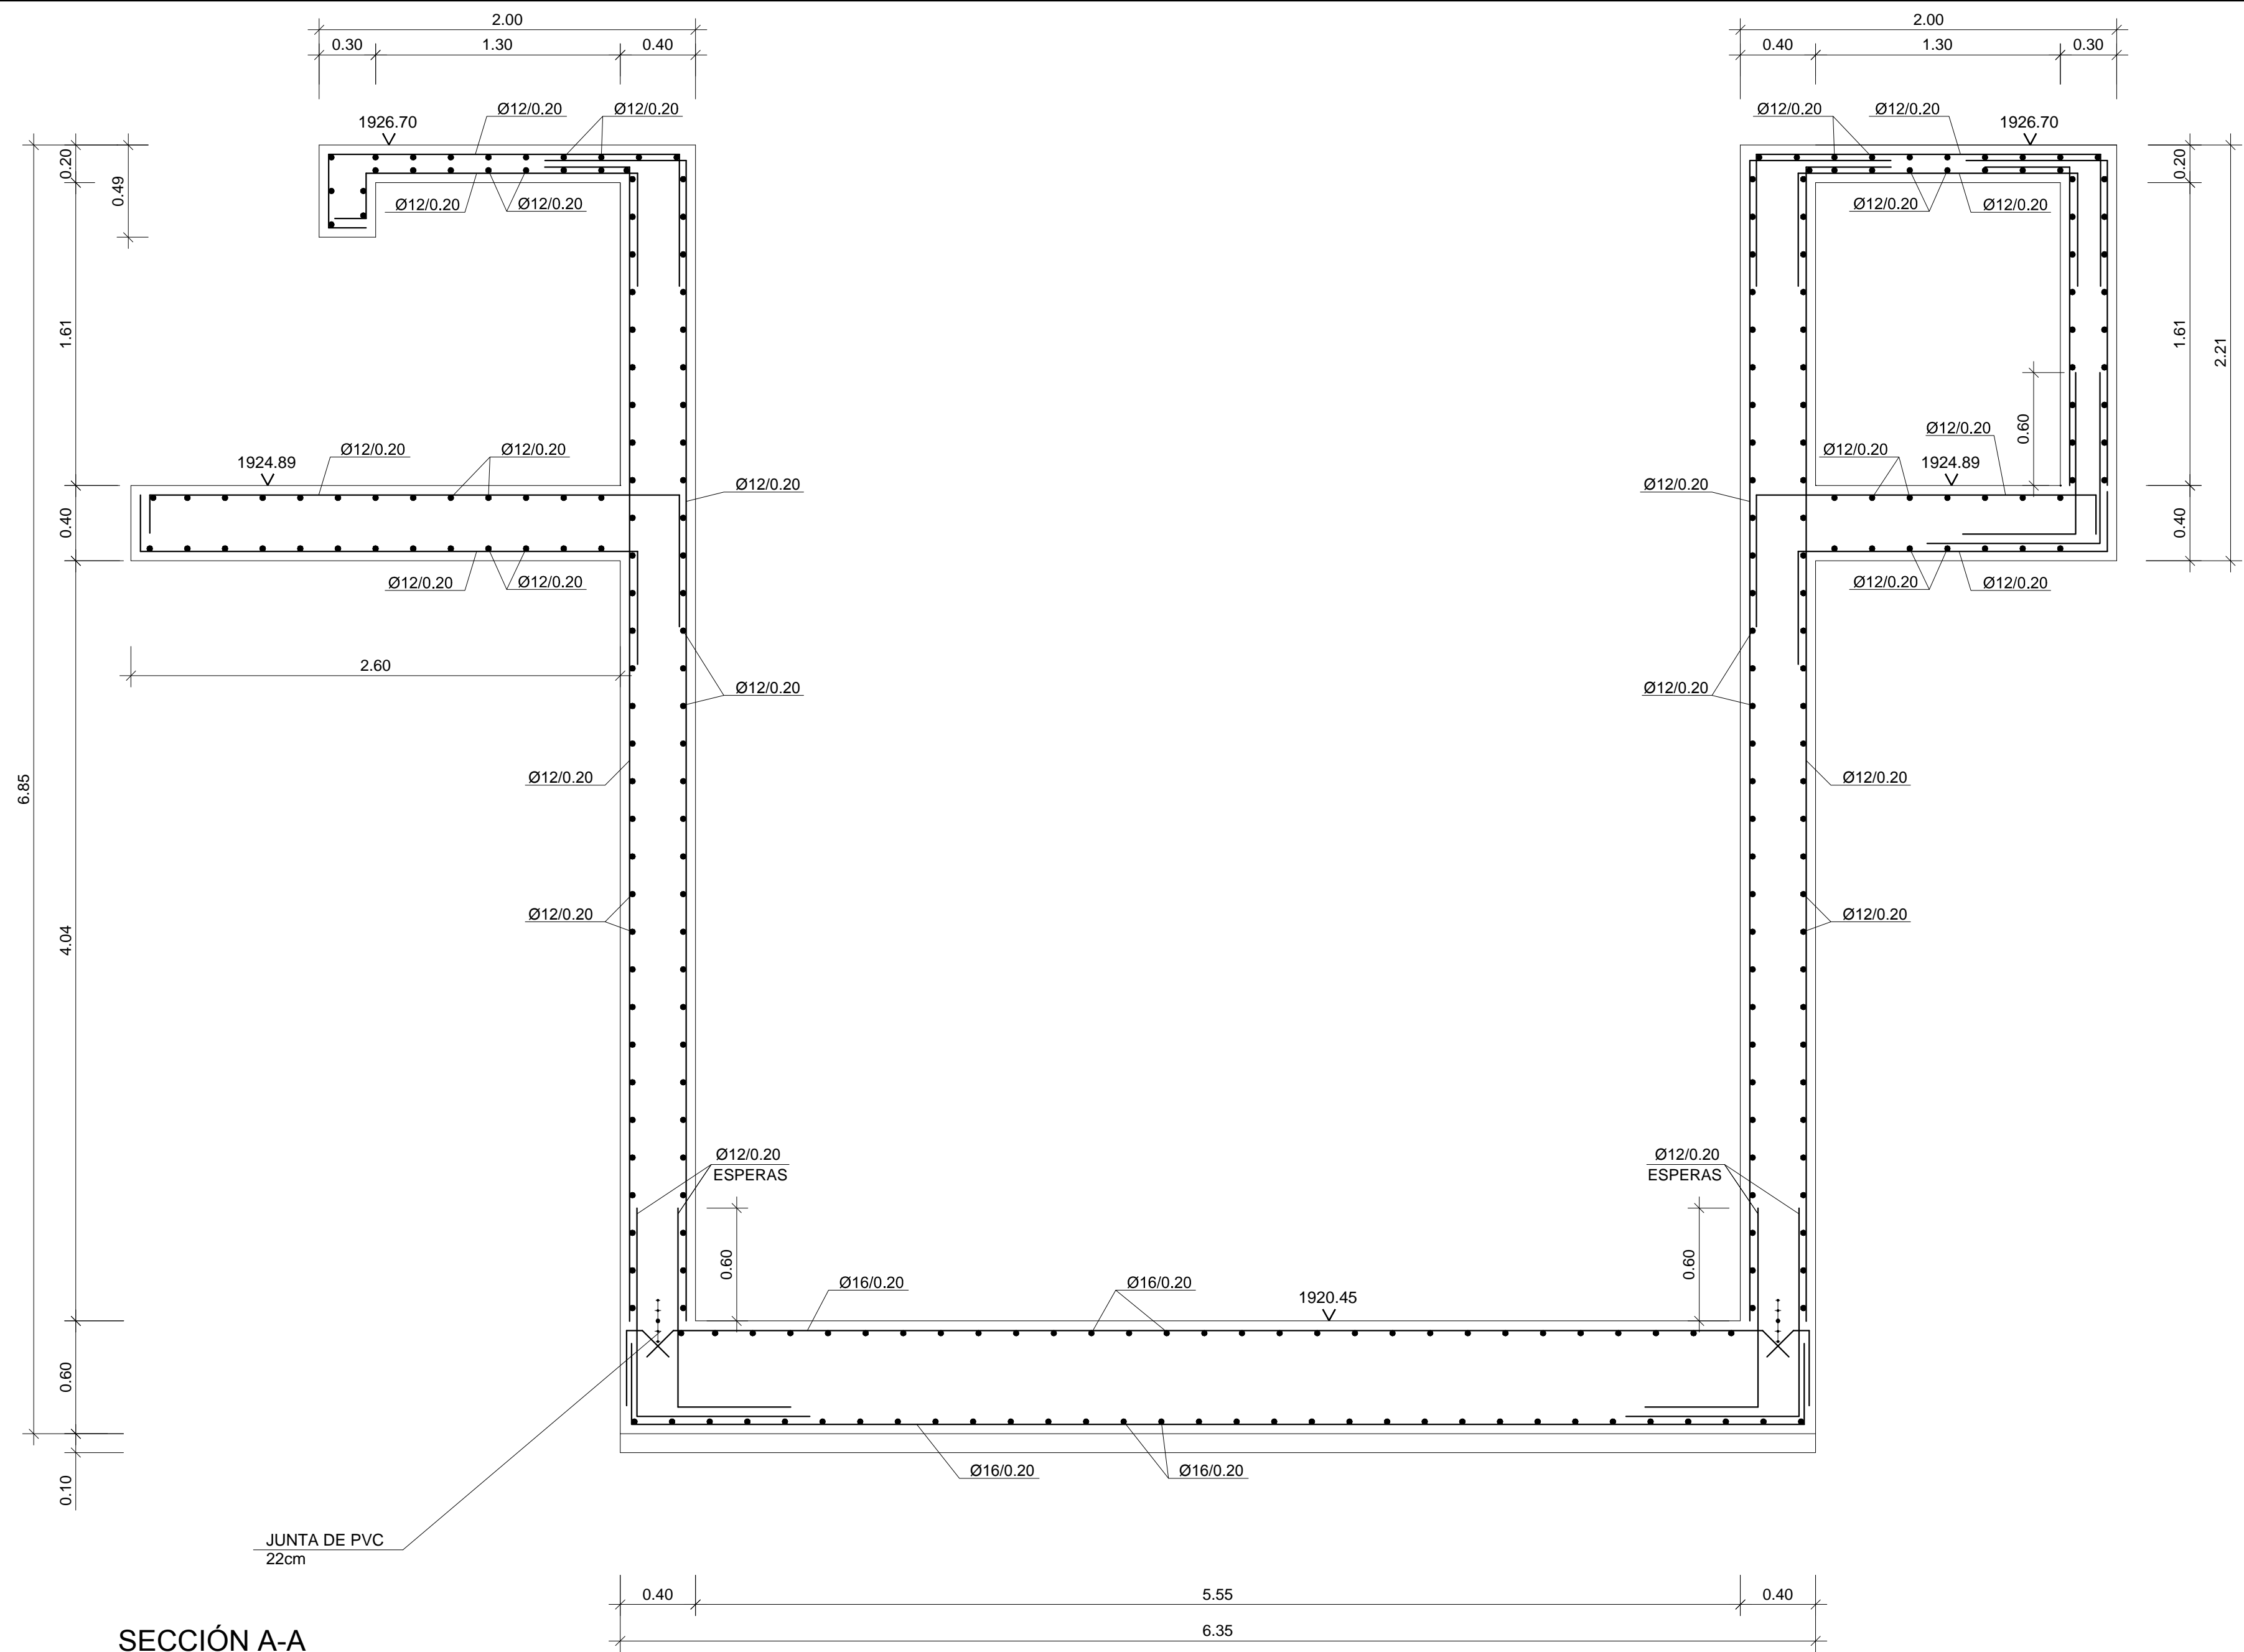 2.00
0.30
1.30
0.40
2.00
0.40
1.30
0.30
Ø12/0.20
Ø12/0.20
1926.70
Ø12/0.20
Ø12/0.20
1926.70
0.20
0.49
Ø12/0.20
Ø12/0.20
Ø12/0.20
Ø12/0.20
0.20
1.61
1.61
2.21
0.60
1924.89
Ø12/0.20
Ø12/0.20
Ø12/0.20
Ø12/0.20
1924.89
Ø12/0.20
Ø12/0.20
0.40
0.40
Ø12/0.20
Ø12/0.20
Ø12/0.20
Ø12/0.20
2.60
Ø12/0.20
Ø12/0.20
6.85
Ø12/0.20
Ø12/0.20
4.04
Ø12/0.20
Ø12/0.20
Ø12/0.20
ESPERAS
Ø12/0.20
ESPERAS
0.60
0.60
Ø16/0.20
Ø16/0.20
1920.45
0.60
0.10
Ø16/0.20
Ø16/0.20
JUNTA DE PVC
22cm
0.40
5.55
0.40
6.35
SECCIÓN A-A